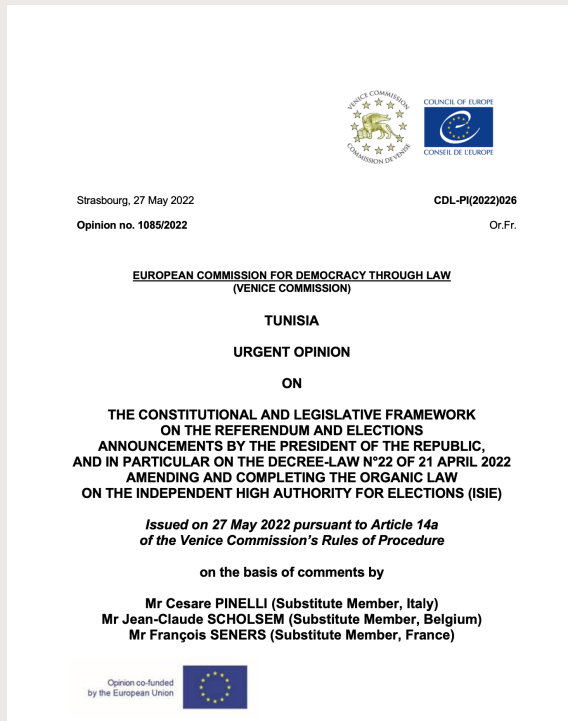 VENICE COMMISSION
COMMISSION DE VENISE
COUNCIL OF EUROPE
CONSEIL DE L'EUROPE
Strasbourg, 27 May 2022
CDL-PI(2022)026
Opinion no. 1085/2022
Or.Fr.
EUROPEAN COMMISSION FOR DEMOCRACY THROUGH LAW
(VENICE COMMISSION)
TUNISIA
URGENT OPINION
ON
THE CONSTITUTIONAL AND LEGISLATIVE FRAMEWORK
ON THE REFERENDUM AND ELECTIONS
ANNOUNCEMENTS BY THE PRESIDENT OF THE REPUBLIC,
AND IN PARTICULAR ON THE DECREE-LAW N°22 OF 21 APRIL 2022
AMENDING AND COMPLETING THE ORGANIC LAW
ON THE INDEPENDENT HIGH AUTHORITY FOR ELECTIONS (ISIE)
Issued on 27 May 2022 pursuant to Article 14a
of the Venice Commission's Rules of Procedure
on the basis of comments by
Mr Cesare PINELLI (Substitute Member, Italy)
Mr Jean-Claude SCHOLSEM (Substitute Member, Belgium)
Mr François SENERS (Substitute Member, France)
Opinion co-funded
by the European Union